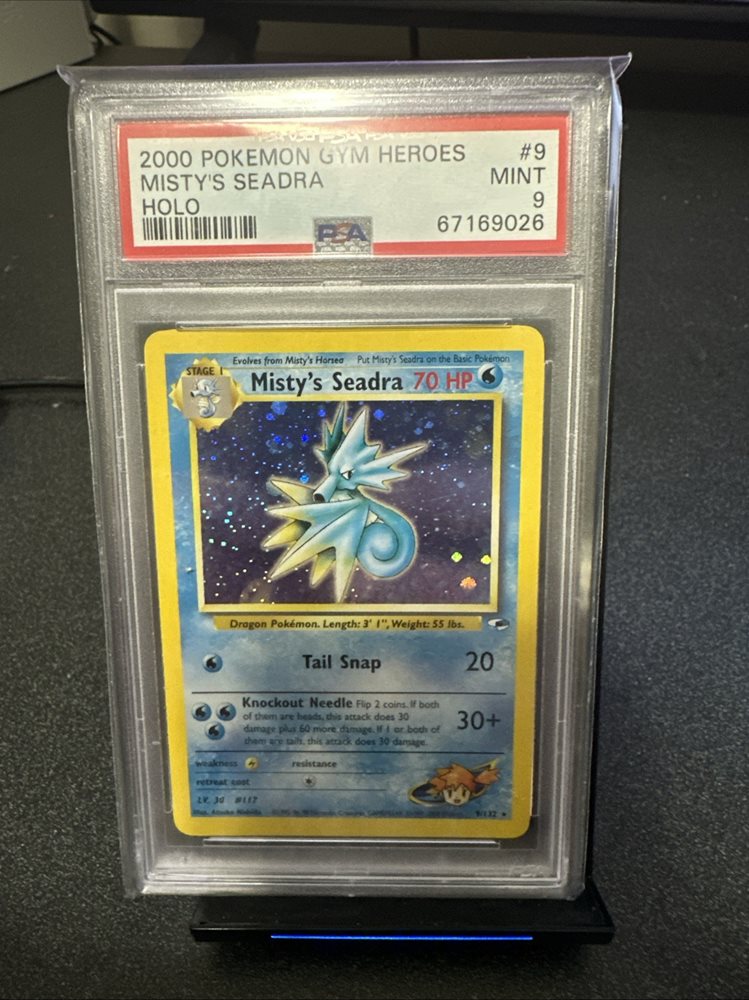 2000 POKEMON GYM HEROES #9
MISTY'S SEADRA MINT
HOLO 9
PSA 67169026
Evolves from Misty's Horsea Put Misty's Seadra on the Basic Pokémon
STAGE 1
Misty's Seadra 70 HP
Dragon Pokémon. Length: 3' 1", Weight: 55 lbs.
Tail Snap 20
Knockout Needle Flip 2 coins. If both
of them are heads, this attack does 30
damage plus 60 more damage. If 1 or both of
them are tails, this attack does 30 damage.
30+
weakness resistance
retreat cost
LV. 30 #117
9/132